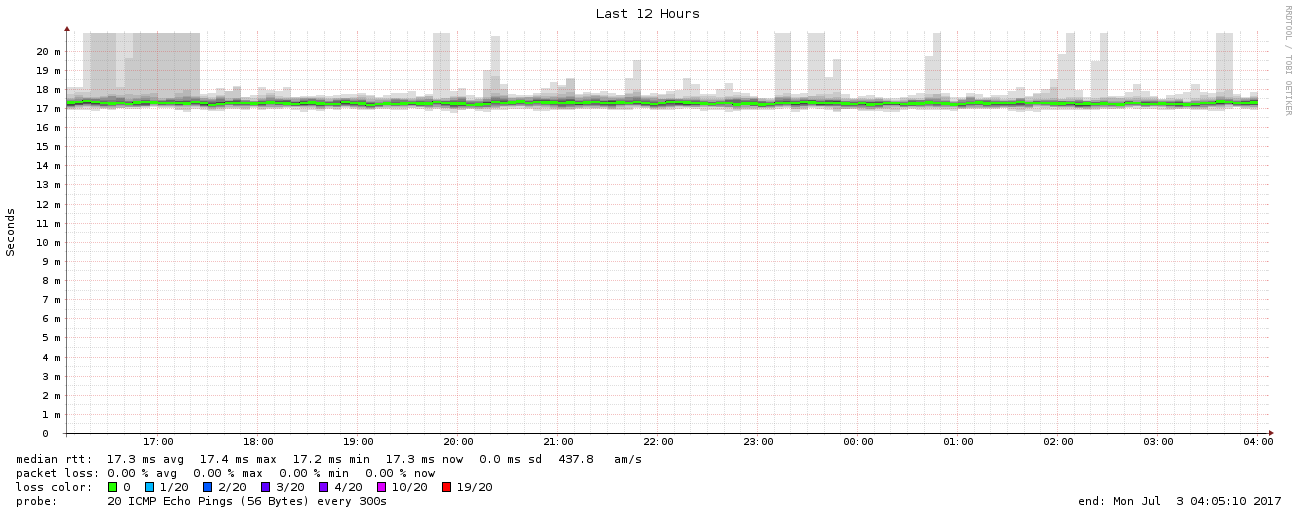 Last 12 Hours
RRDTOOL / TOBI OETIKER
Seconds
20 m
19 m
18 m
17 m
16 m
15 m
14 m
13 m
12 m
11 m
10 m
9 m
8 m
7 m
6 m
5 m
4 m
3 m
2 m
1 m
0
17:00 18:00 19:00 20:00 21:00 22:00 23:00 00:00 01:00 02:00 03:00 04:00
median rtt: 17.3 ms avg 17.4 ms max 17.2 ms min 17.3 ms now 0.0 ms sd 437.8 am/s
packet loss: 0.00 % avg 0.00 % max 0.00 % min 0.00 % now
loss color: 0 1/20 2/20 3/20 4/20 10/20 19/20
probe: 20 ICMP Echo Pings (56 Bytes) every 300s end: Mon Jul 3 04:05:10 2017